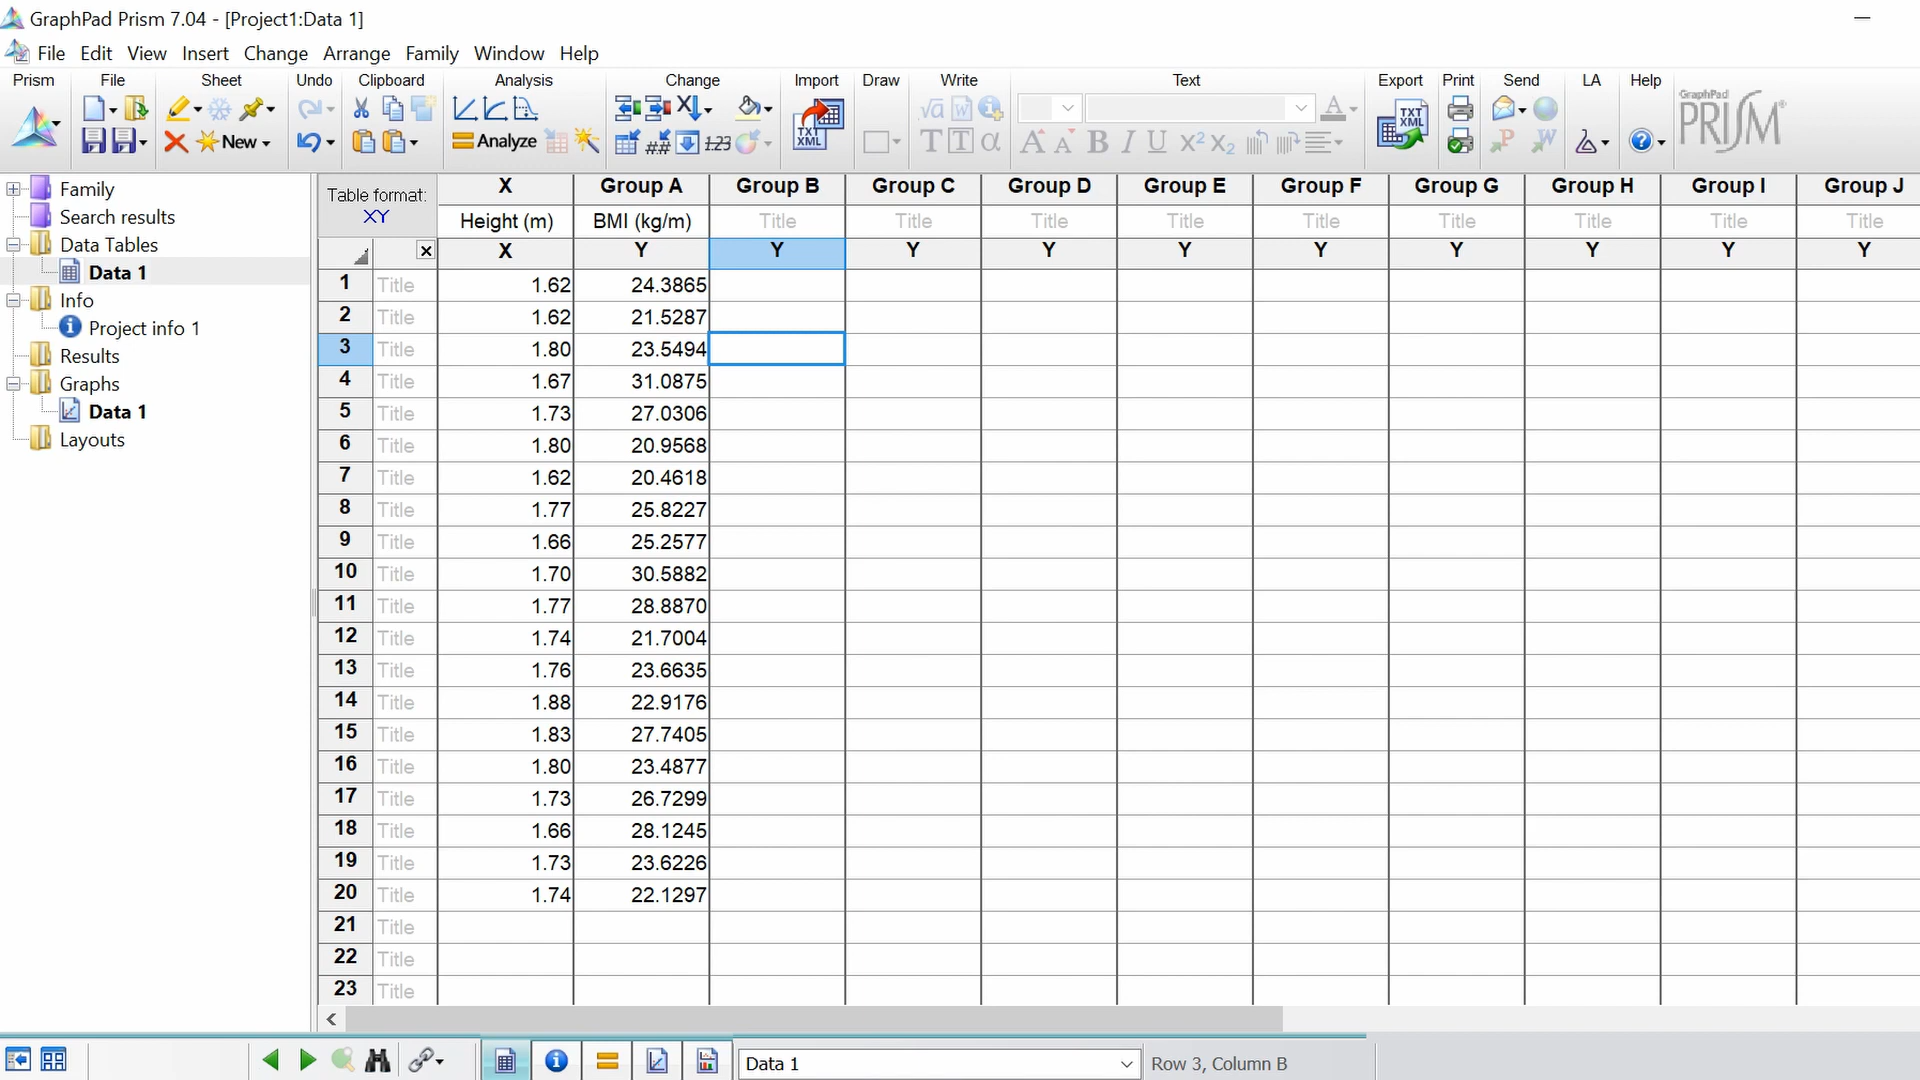 GraphPad Prism 7.04 - [Project1:Data 1]
File Edit View Insert Change Arrange Family Window Help
Prism File Sheet Undo Clipboard Analysis Change Import Draw Write Text Export Print Send LA Help
New
Analyze
123
TXT XML
√a W
T T α
A A B I U X² X₂
A
TXT XML
P W
GraphPad
PRISM
Family
Search results
Data Tables
Data 1
Info
Project info 1
Results
Graphs
Data 1
Layouts
Table format: X Group A Group B Group C Group D Group E Group F Group G Group H Group I Group J
XY Height (m) BMI (kg/m) Title Title Title Title Title Title Title Title Title
X Y Y Y Y Y Y Y Y Y Y
1 Title 1.62 24.3865
2 Title 1.62 21.5287
3 Title 1.80 23.5494
4 Title 1.67 31.0875
5 Title 1.73 27.0306
6 Title 1.80 20.9568
7 Title 1.62 20.4618
8 Title 1.77 25.8227
9 Title 1.66 25.2577
10 Title 1.70 30.5882
11 Title 1.77 28.8870
12 Title 1.74 21.7004
13 Title 1.76 23.6635
14 Title 1.88 22.9176
15 Title 1.83 27.7405
16 Title 1.80 23.4877
17 Title 1.73 26.7299
18 Title 1.66 28.1245
19 Title 1.73 23.6226
20 Title 1.74 22.1297
21 Title
22 Title
23 Title
Data 1 Row 3, Column B